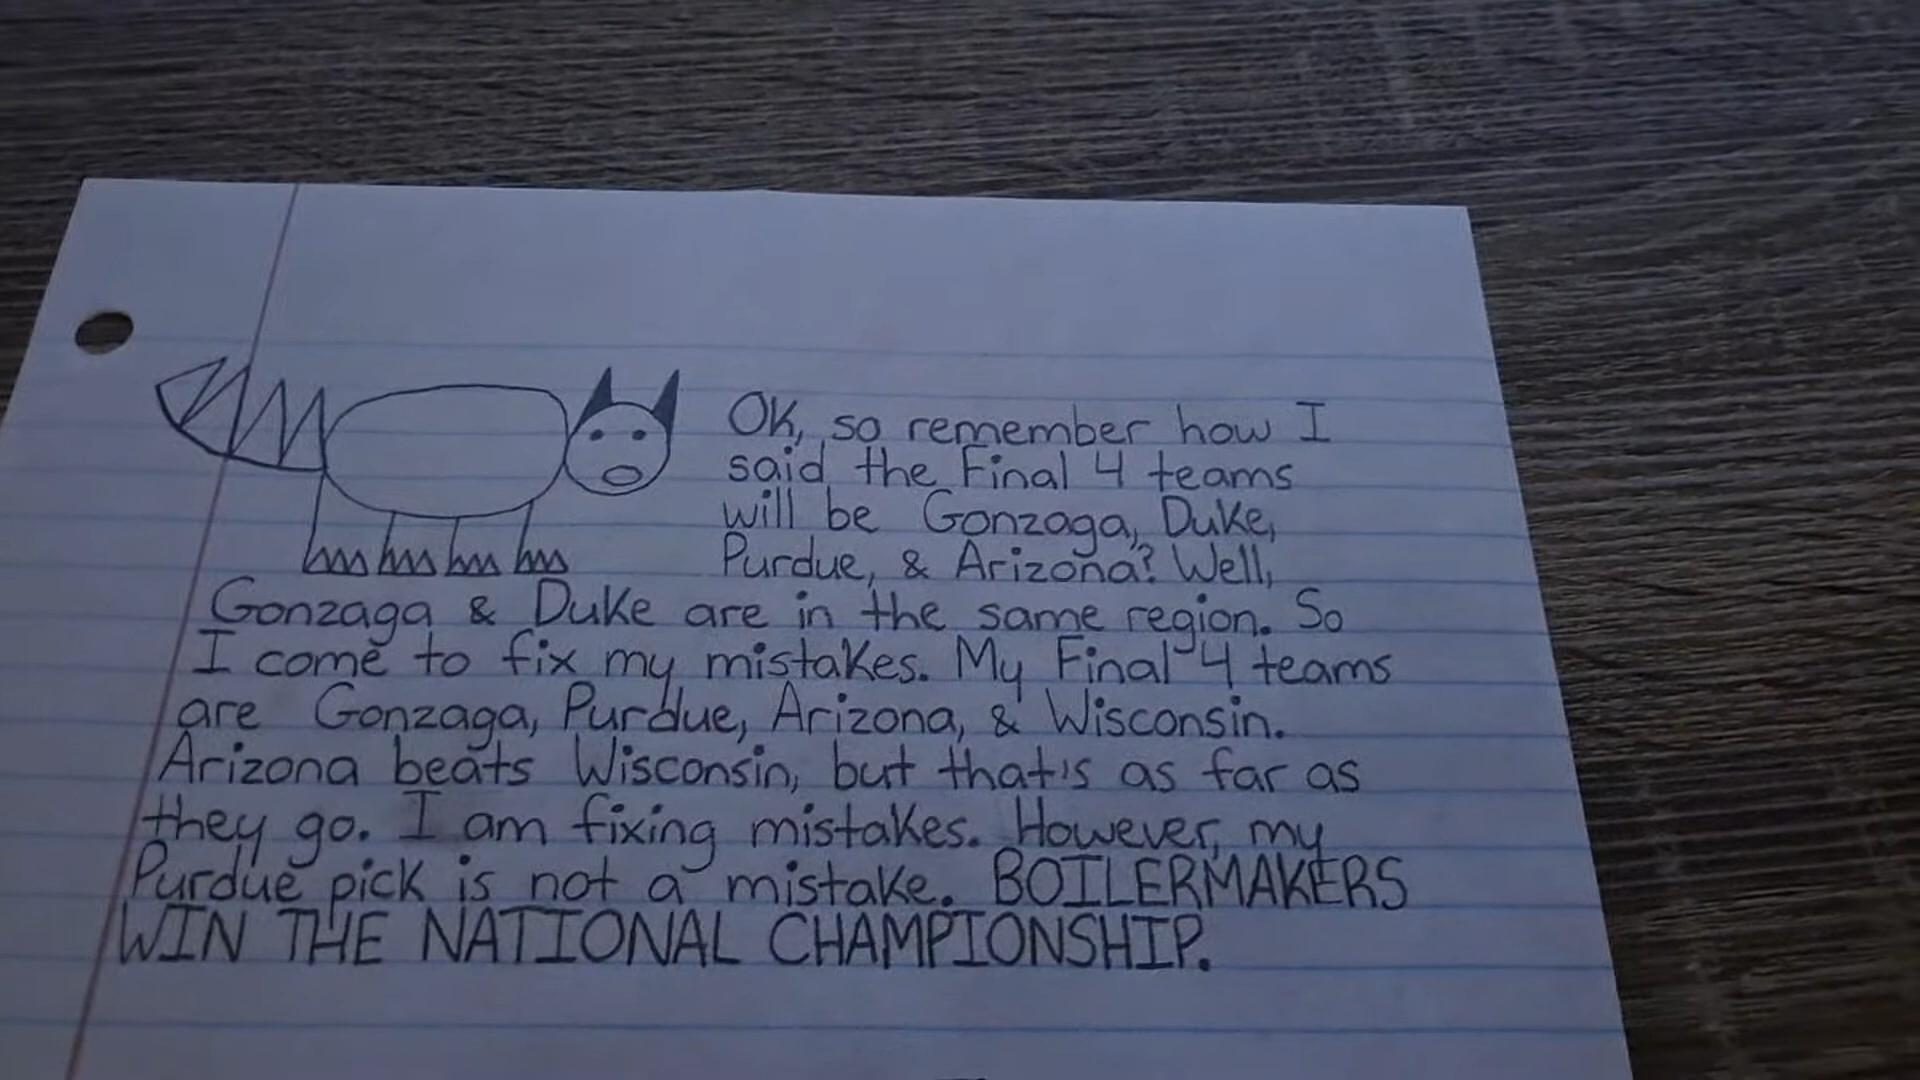 OK, so remember how I
said the Final 4 teams
will be Gonzaga, Duke,
Purdue, & Arizona? Well,
Gonzaga & Duke are in the same region. So
I come to fix my mistakes. My Final 4 teams
are Gonzaga, Purdue, Arizona, & Wisconsin.
Arizona beats Wisconsin, but that's as far as
they go. I am fixing mistakes. However, my
Purdue pick is not a mistake. BOILERMAKERS
WIN THE NATIONAL CHAMPIONSHIP.